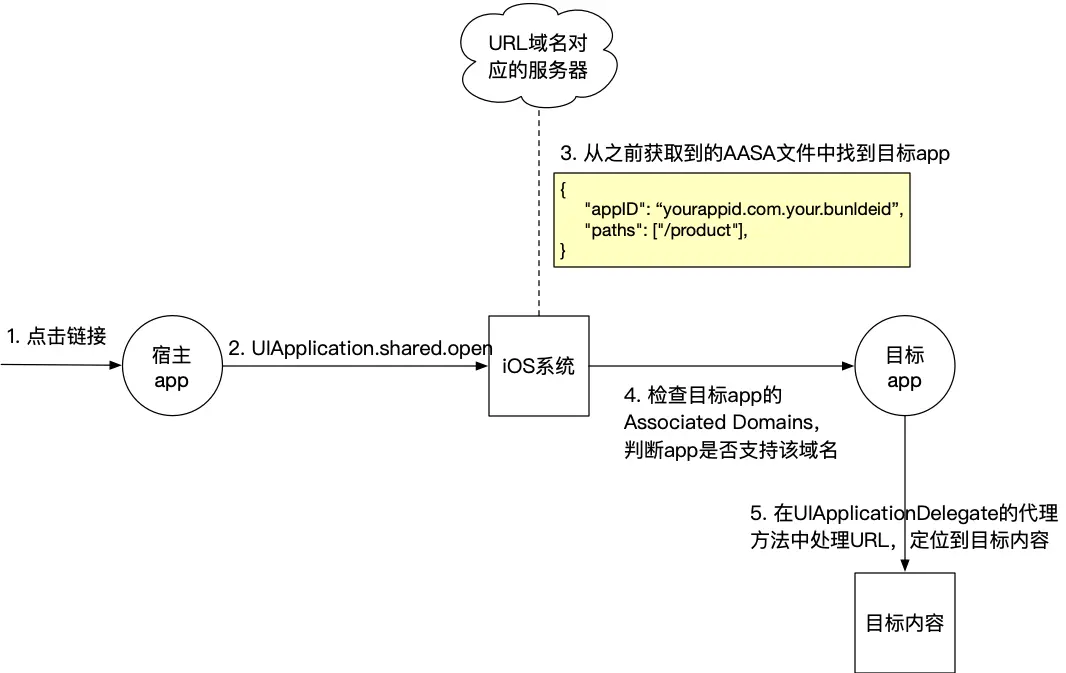 URL域名对
应的服务器
3. 从之前获取到的AASA文件中找到目标app
{
"appID": “yourappid.com.your.bunldeid”,
"paths": ["/product"],
}
1. 点击链接
宿主
app
2. UIApplication.shared.open
iOS系统
目标
app
4. 检查目标app的
Associated Domains，
判断app是否支持该域名
5. 在UIApplicationDelegate的代理
方法中处理URL，定位到目标内容
目标内容